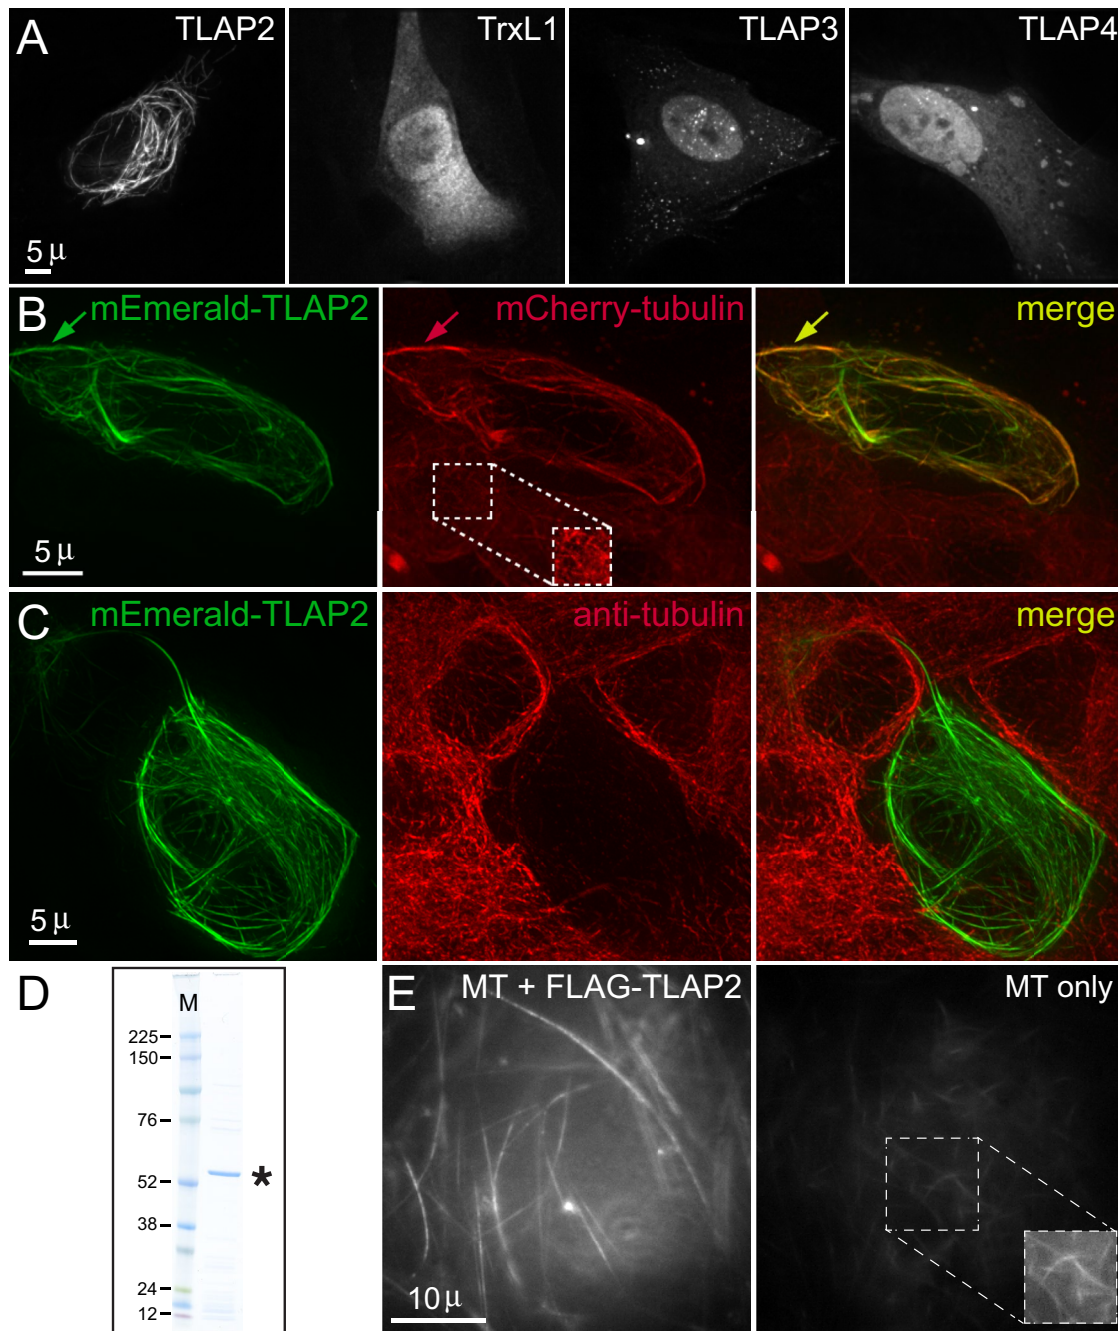 A
TLAP2
TrxL1
TLAP3
TLAP4
5 μ
B
mEmerald-TLAP2
mCherry-tubulin
merge
5 μ
C
mEmerald-TLAP2
anti-tubulin
merge
5 μ
D
M
225
150
76
52
38
24
12
*
E
MT + FLAG-TLAP2
MT only
10 μ